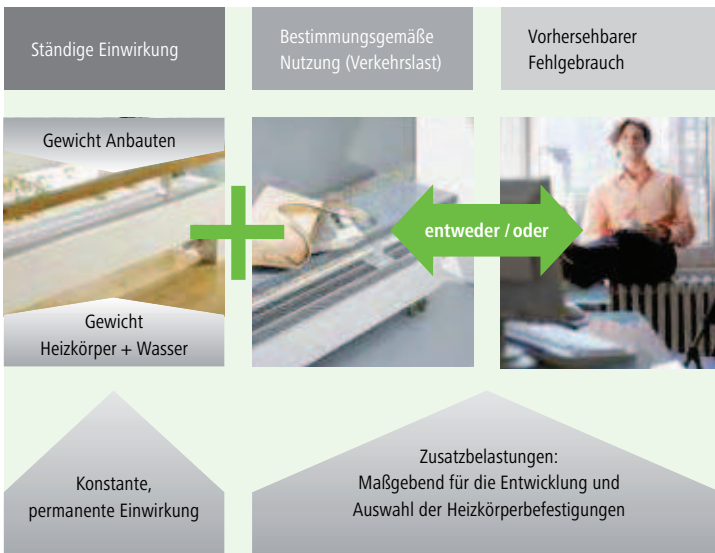 Ständige Einwirkung
Bestimmungsgemäße
Nutzung (Verkehrslast)
Vorhersehbarer
Fehlgebrauch
Gewicht Anbauten
entweder / oder
Gewicht
Heizkörper + Wasser
Konstante,
permanente Einwirkung
Zusatzbelastungen:
Maßgebend für die Entwicklung und
Auswahl der Heizkörperbefestigungen